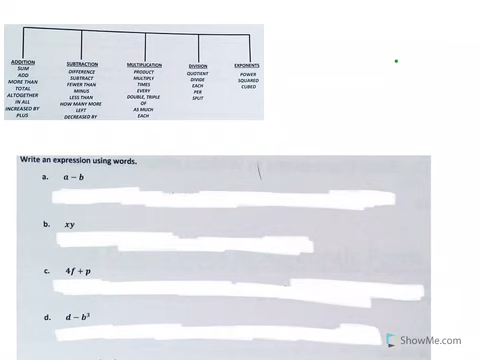 ADDITION
SUM
ADD
MORE THAN
TOTAL
ALTOGETHER
IN ALL
INCREASED BY
PLUS
SUBTRACTION
DIFFERENCE
SUBTRACT
FEWER THAN
MINUS
LESS THAN
HOW MANY MORE
LEFT
DECREASED BY
MULTIPLICATION
PRODUCT
MULTIPLY
TIMES
EVERY
DOUBLE, TRIPLE
OF
AS MUCH
EACH
DIVISION
QUOTIENT
DIVIDE
EACH
PER
SPLIT
EXPONENTS
POWER
SQUARED
CUBED
Write an expression using words.
a. a − b
b. xy
c. 4f + p
d. d − b³
ShowMe.com